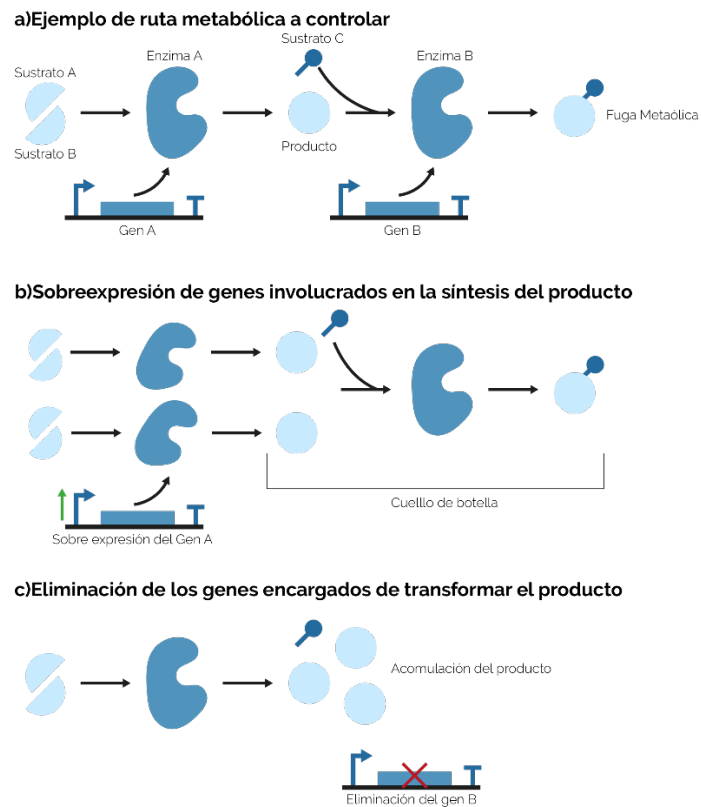 a)Ejemplo de ruta metabólica a controlar
Sustrato A
Enzima A
Sustrato C
Enzima B
Sustrato B
Producto
Fuga Metaólica
Gen A
Gen B
b)Sobreexpresión de genes involucrados en la síntesis del producto
Cuelllo de botella
Sobre expresión del Gen A
c)Eliminación de los genes encargados de transformar el producto
Acomulación del producto
Eliminación del gen B